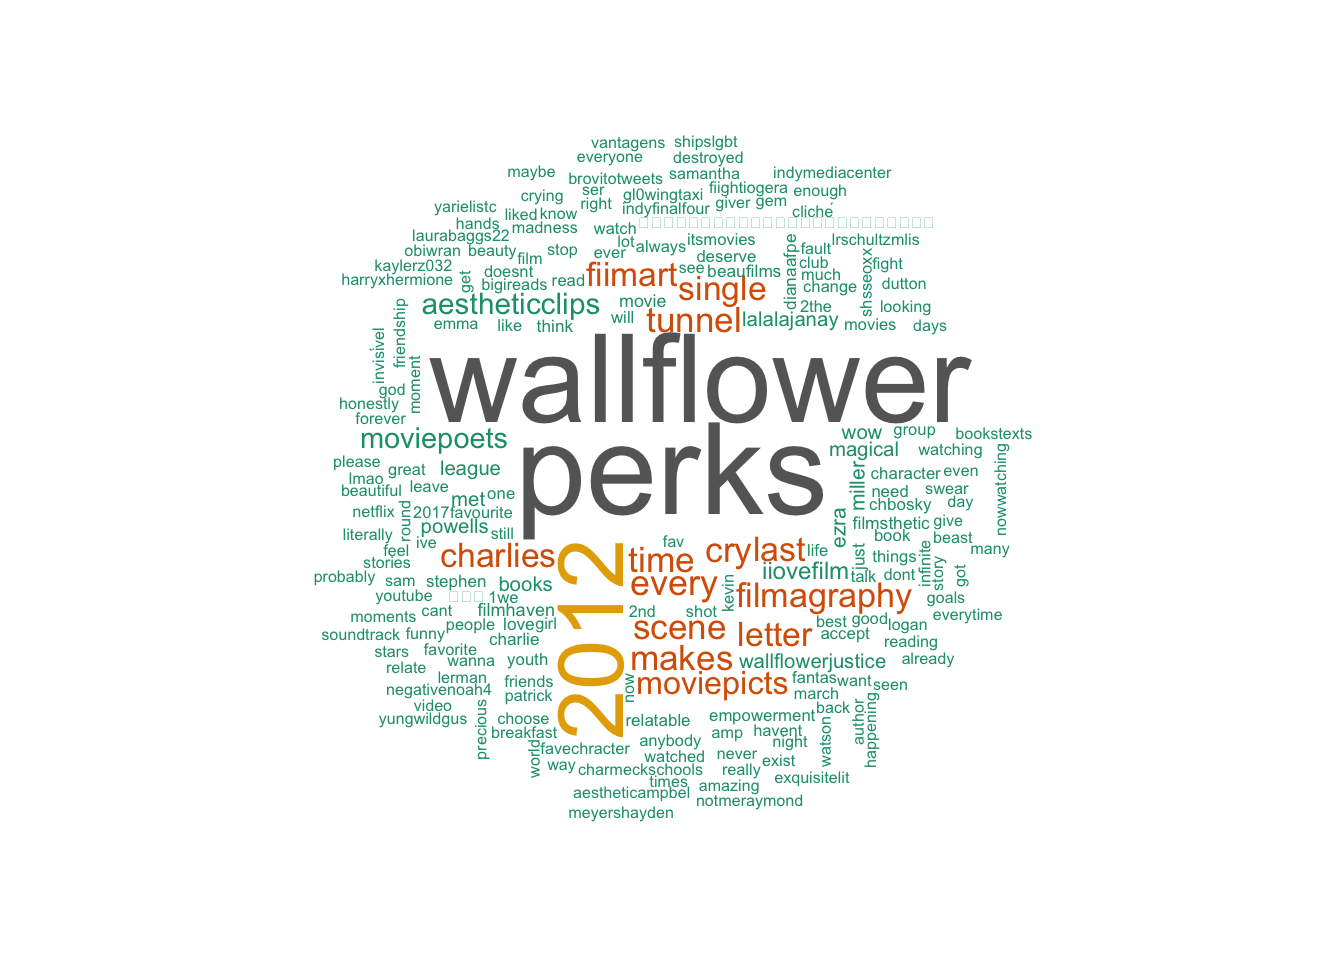 vantagens shipslgbt
everyone destroyed
maybe samantha indymediacenter
brovitotweets fiightiogera enough
crying ser gl0wingtaxi giver gem
yarielistc liked know right indyfinalfour cliche
hands madness watch
laurabaggs22 lot always itsmovies dianaafpe fault lrschultzmlis
obiwran beauty film stop ever deserve
kaylerz032 doesnt see beaufilms club shsseoxx fight
harryxhermione get bigireads read fiimart single much change dutton
aestheticclips movie 2the looking
emma like think will tunnel lalalajanay movies days
invisivel friendship wallflower
god moment
honestly
forever
moviepoets perks wow group bookstexts
magical watching
please great league miller character even nowwatching
lmao
beautiful leave met one need swear
netflix round 2017 favourite chbosky day
literally powells still ezra filmsthetic give
feel ive fav book beast
stories charlies 2012 time crylast life just things infinite many
probably sam stephen books every iiovefilm talk dont story got
youtube 1we kevin filmagraphy goals
moments cant filmhaven 2nd shot everytime
soundtrack funny people lovegirl scene letter best good logan
charlie accept reading
stars favorite
relate wanna youth makes wallflowerjustice already
lerman friends now moviepicts fantas want seen
negativenoah4 patrick march
video back
yungwildgus precious choose relatable empowerment watson author happening
breakfast amp havent
world favechracter anybody night
way watched never exist
charmeckschools really
times exquisitelit
aestheticampbel amazing
notmeraymond
meyershayden